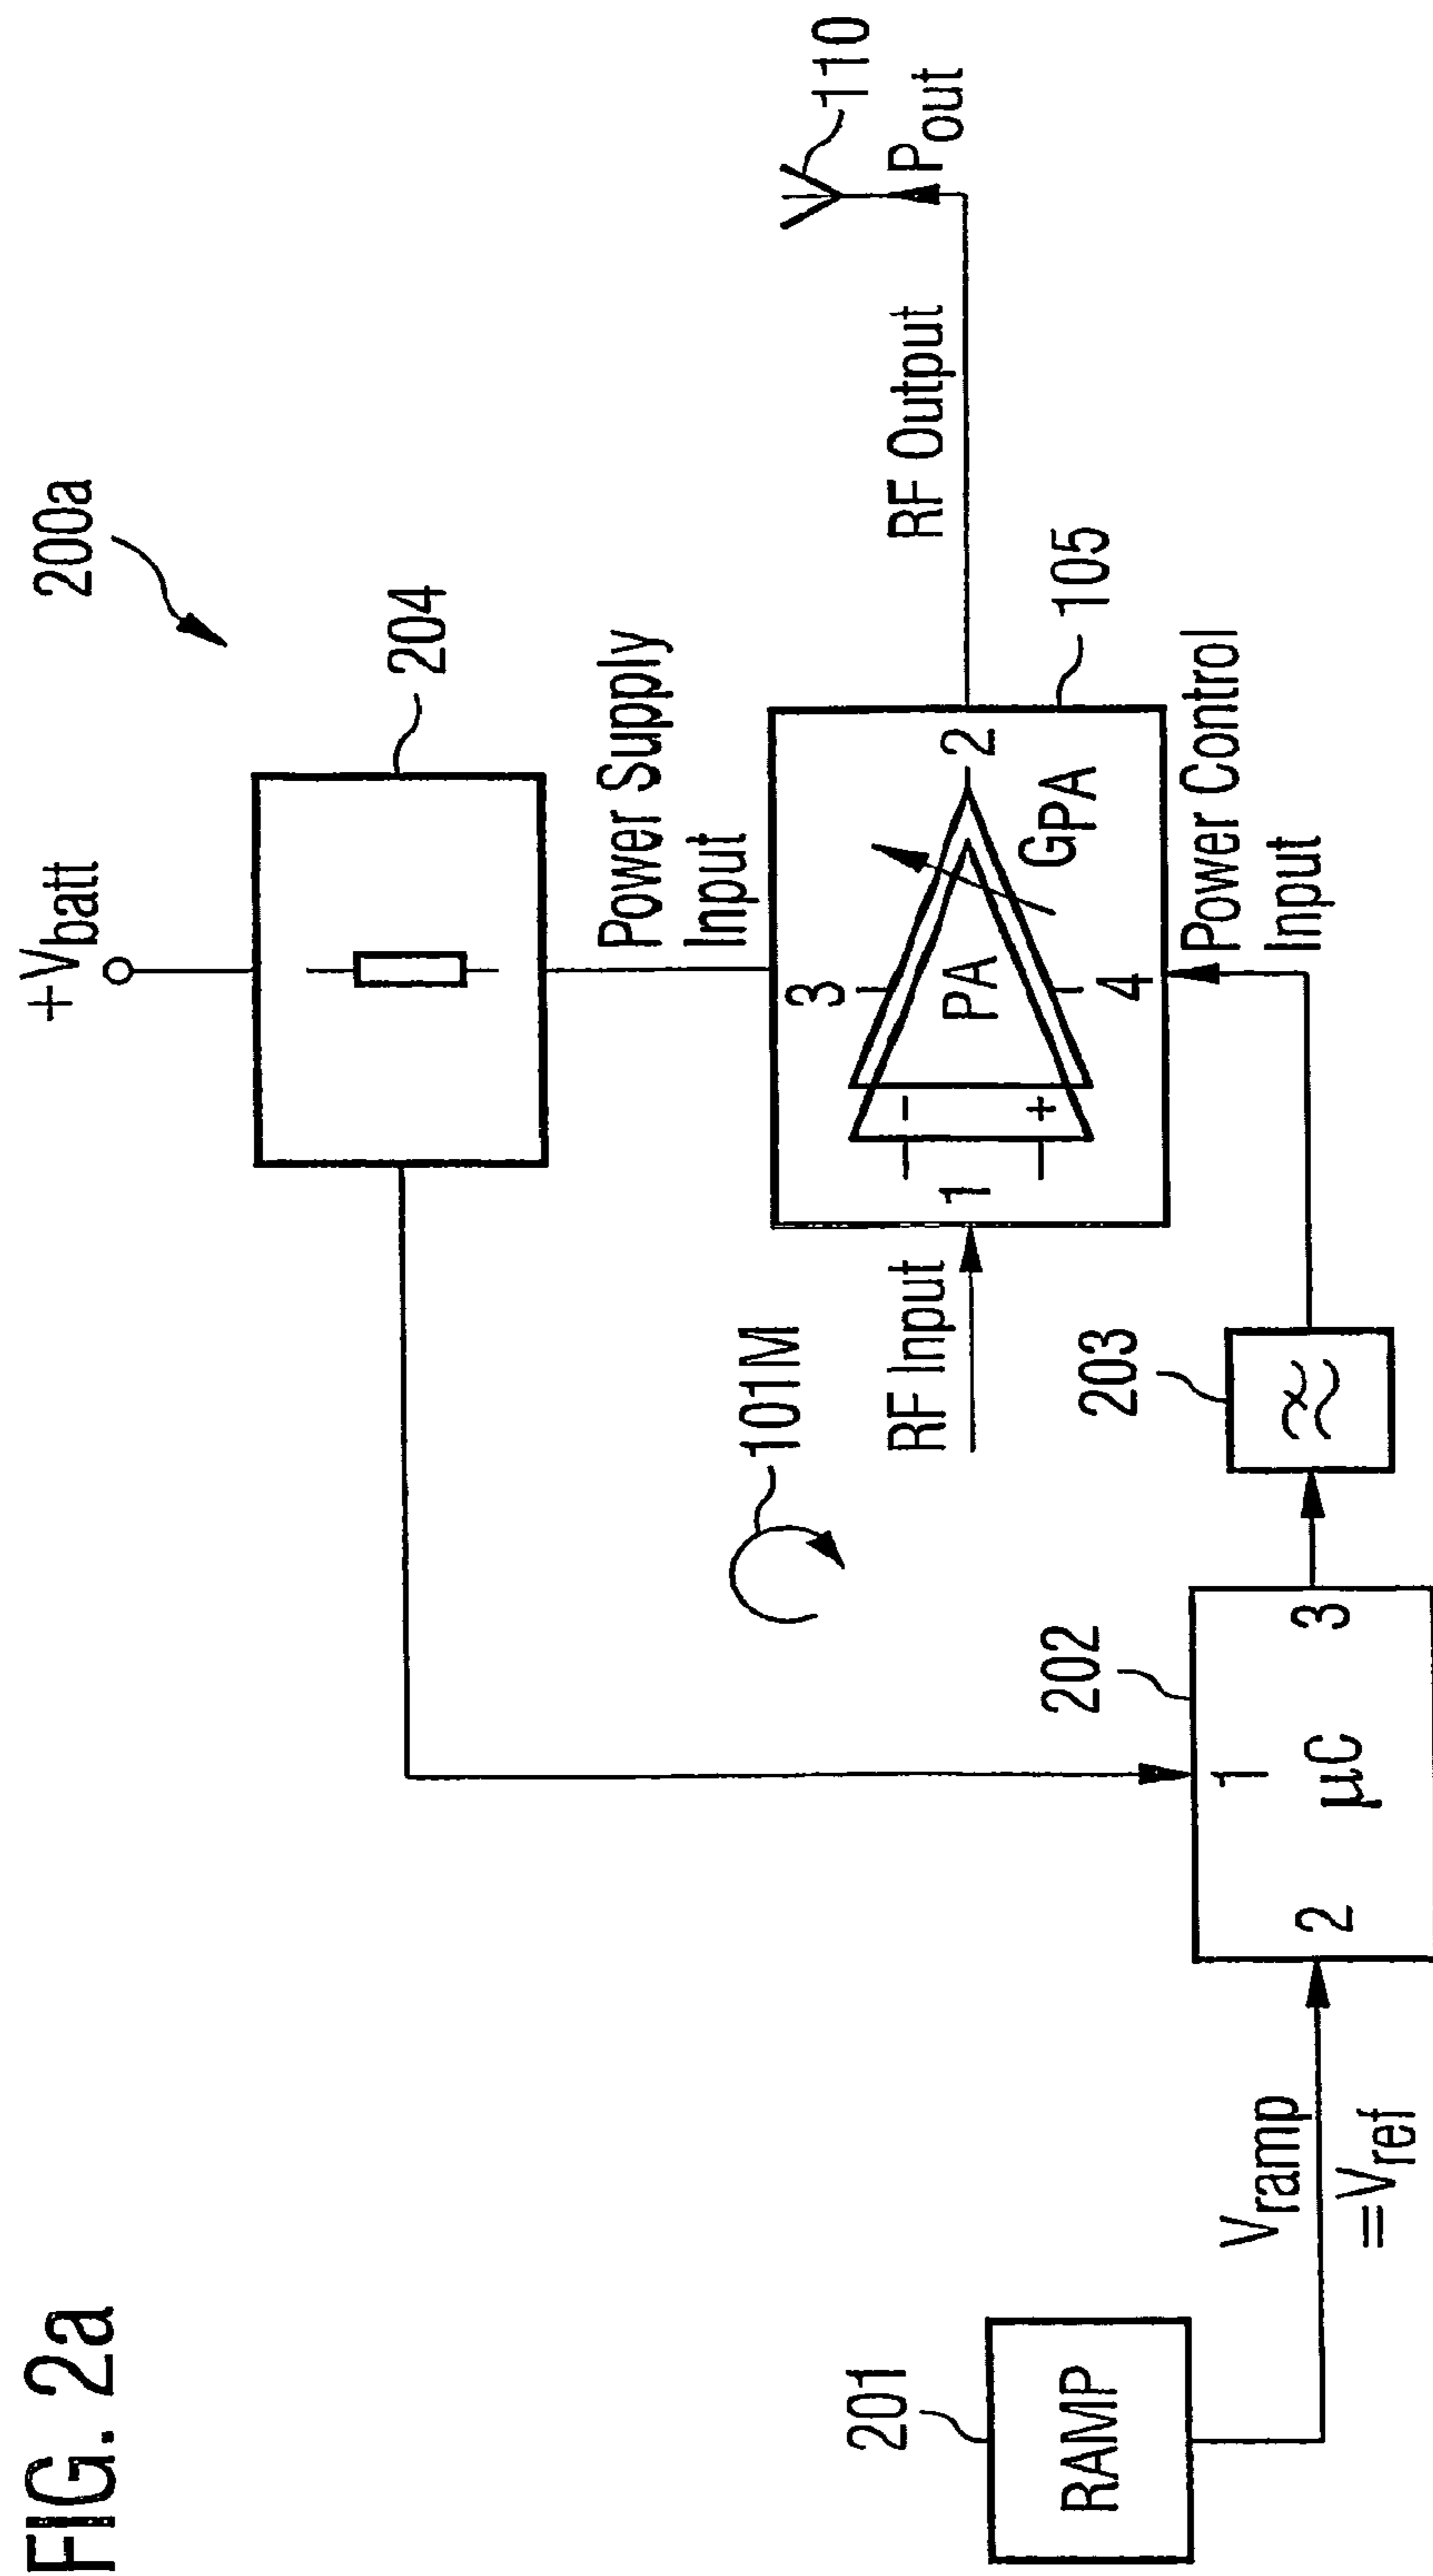 FIG. 2a
200a
+Vbatt
204
Power Supply
Input
101M
RF Input
1
-
+
3
PA
4
2
GPA
105
RF Output
Pout
110
Power Control
Input
203
202
1
2
µC
3
Vramp
=Vref
201
RAMP